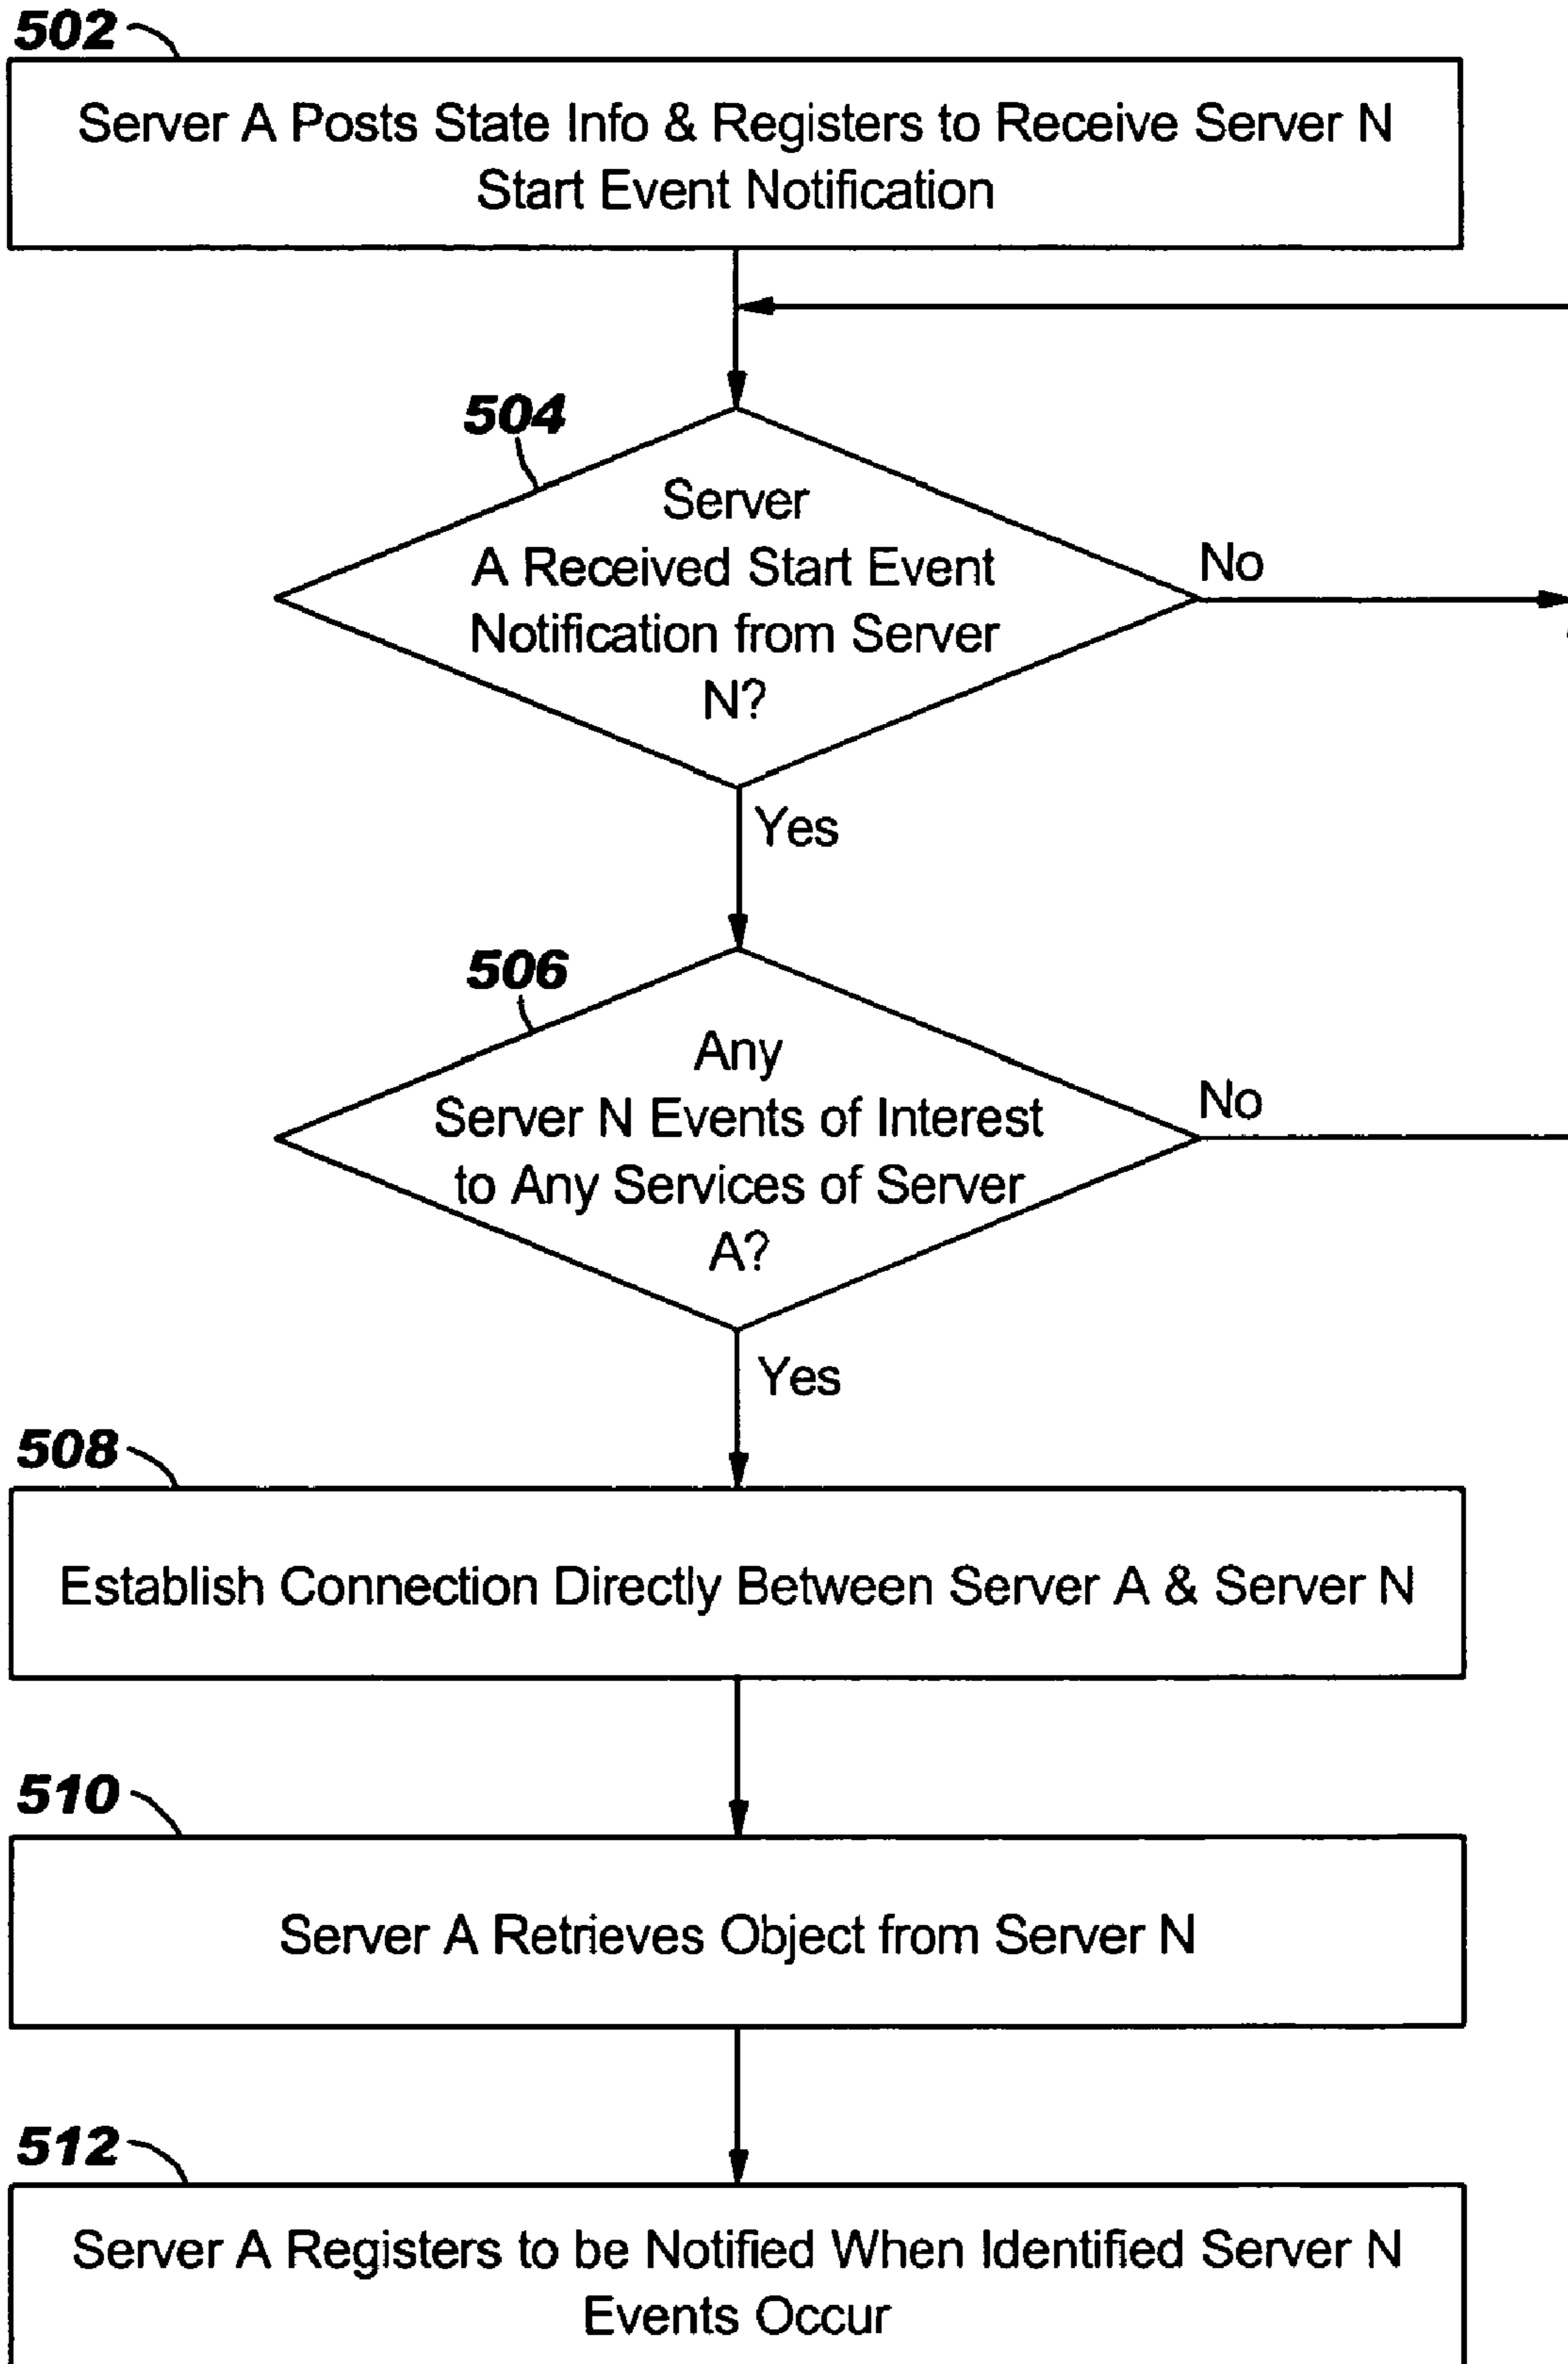 502
Server A Posts State Info & Registers to Receive Server N
Start Event Notification
504
Server
A Received Start Event
Notification from Server
N?
No
Yes
506
Any
Server N Events of Interest
to Any Services of Server
A?
No
Yes
508
Establish Connection Directly Between Server A & Server N
510
Server A Retrieves Object from Server N
512
Server A Registers to be Notified When Identified Server N
Events Occur